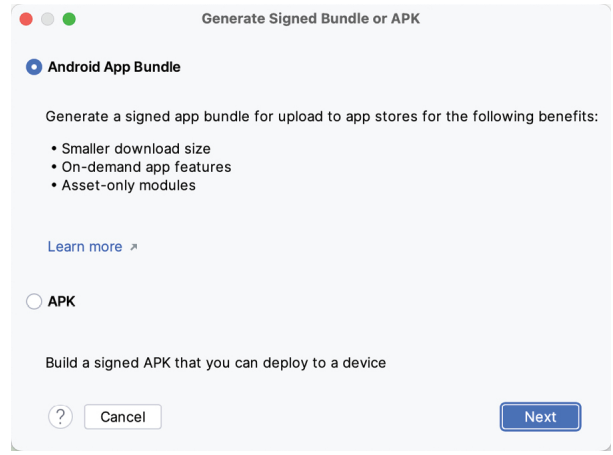 Generate Signed Bundle or APK
Android App Bundle
Generate a signed app bundle for upload to app stores for the following benefits:
• Smaller download size
• On-demand app features
• Asset-only modules
Learn more ↗
APK
Build a signed APK that you can deploy to a device
? Cancel Next